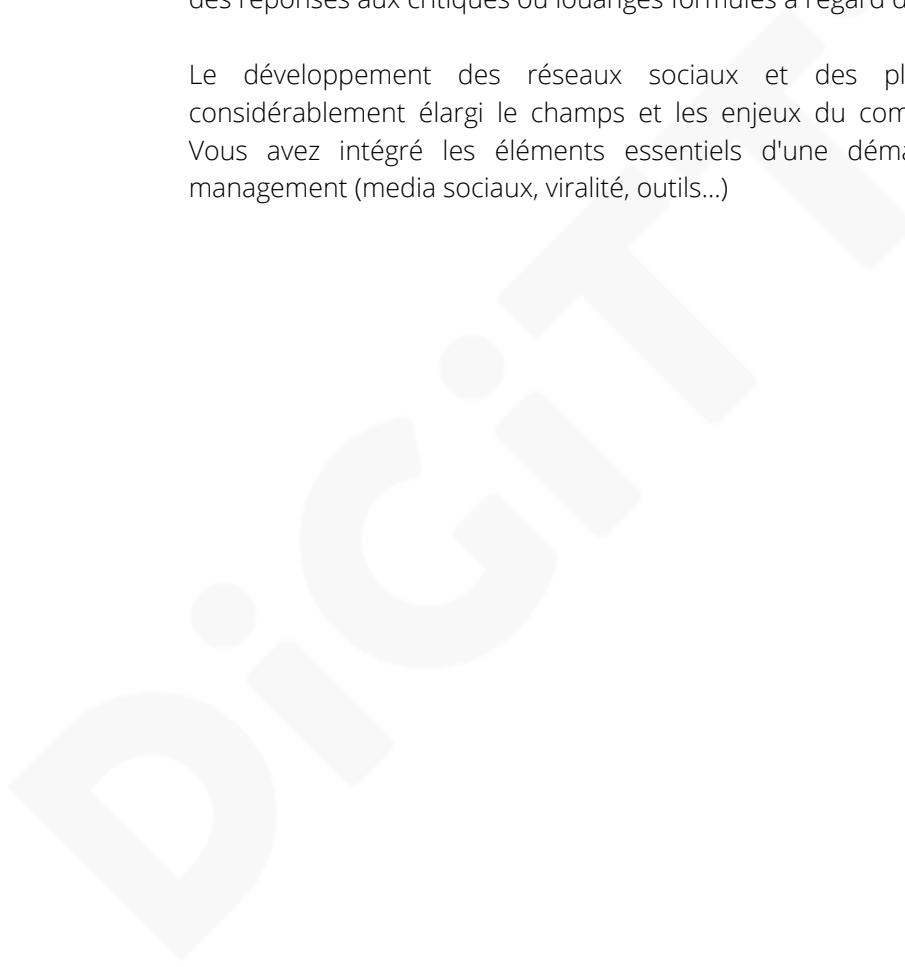 des réponses aux critiques ou louanges formulés à l'égard d
Le développement des réseaux sociaux et des pl
considérablement élargi le champs et les enjeux du com
Vous avez intégré les éléments essentiels d'une déma
management (media sociaux, viralité, outils...)
DiGiT